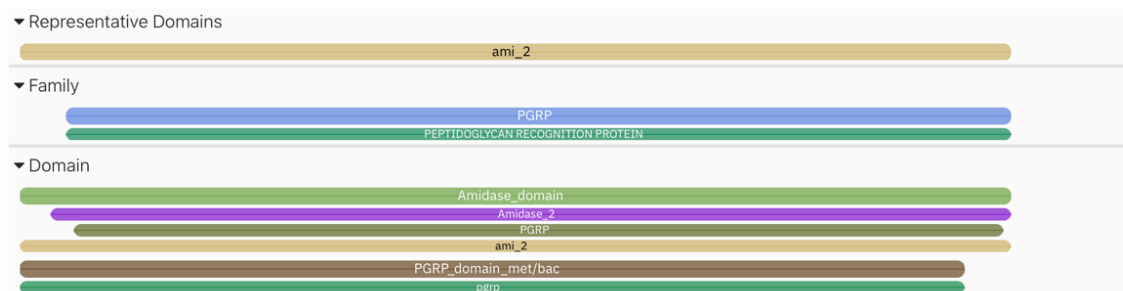 Representative Domains
ami_2
Family
PGRP
PEPTIDOGLYCAN RECOGNITION PROTEIN
Domain
Amidase_domain
Amidase_2
PGRP
ami_2
PGRP_domain_met/bac
pgrp